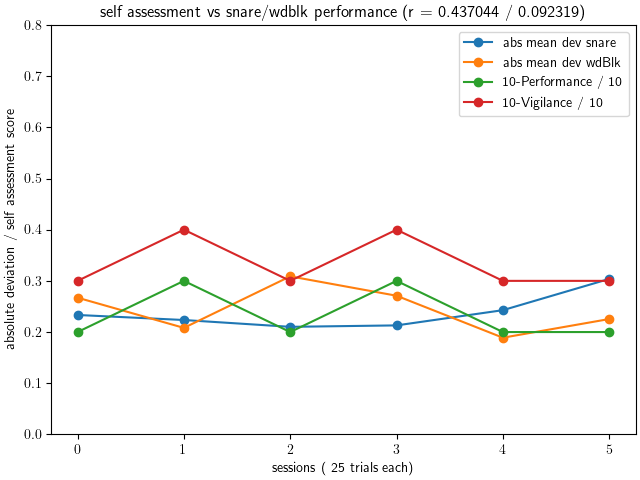 self assessment vs snare/wdblk performance (r = 0.437044 / 0.092319)
0.8
0.7
0.6
0.5
0.4
0.3
0.2
0.1
0.0
absolute deviation / self assessment score
abs mean dev snare
abs mean dev wdBlk
10-Performance / 10
10-Vigilance / 10
0 1 2 3 4 5
sessions ( 25 trials each)